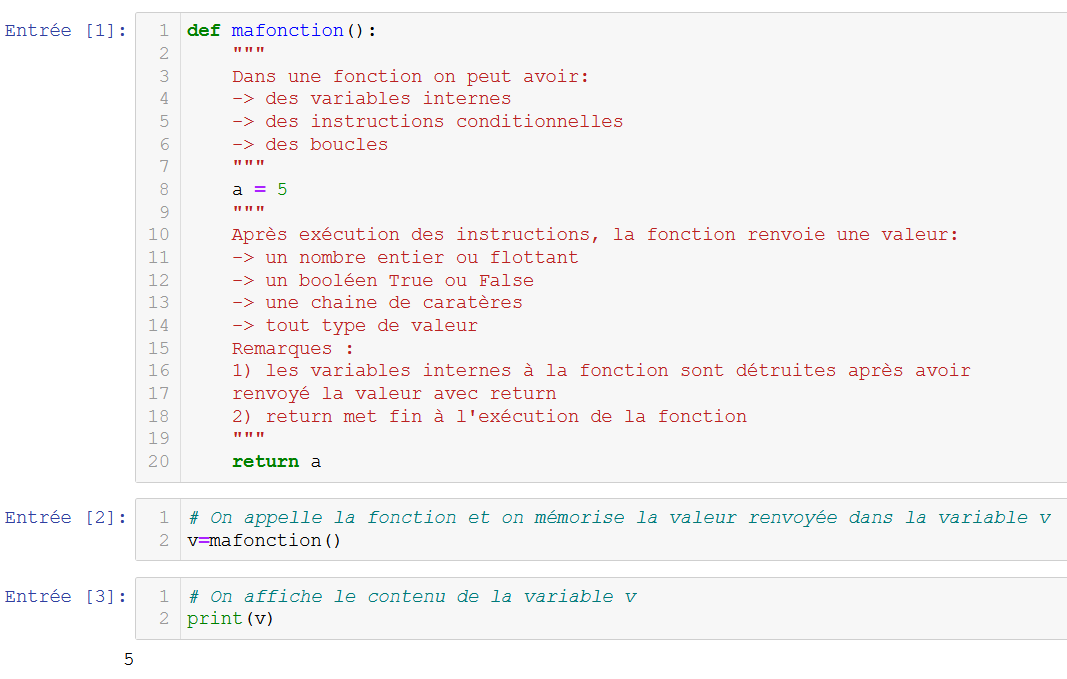 Entrée [1]:
1 def mafonction():
2     """
3     Dans une fonction on peut avoir:
4     -> des variables internes
5     -> des instructions conditionnelles
6     -> des boucles
7     """
8     a = 5
9     """
10     Après exécution des instructions, la fonction renvoie une valeur:
11     -> un nombre entier ou flottant
12     -> un booléen True ou False
13     -> une chaine de caratères
14     -> tout type de valeur
15     Remarques :
16     1) les variables internes à la fonction sont détruites après avoir
17     renvoyé la valeur avec return
18     2) return met fin à l'exécution de la fonction
19     """
20     return a
Entrée [2]:
1 # On appelle la fonction et on mémorise la valeur renvoyée dans la variable v
2 v=mafonction()
Entrée [3]:
1 # On affiche le contenu de la variable v
2 print(v)
5